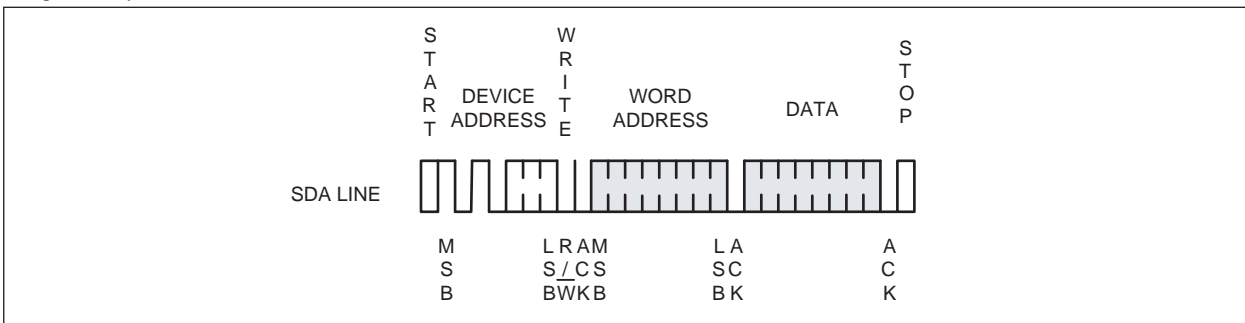 START
WRITE
STOP
DEVICE
ADDRESS
WORD
ADDRESS
DATA
SDA LINE
MSB
LSB
R/W
ACK
MSB
LSB
ACK
ACK